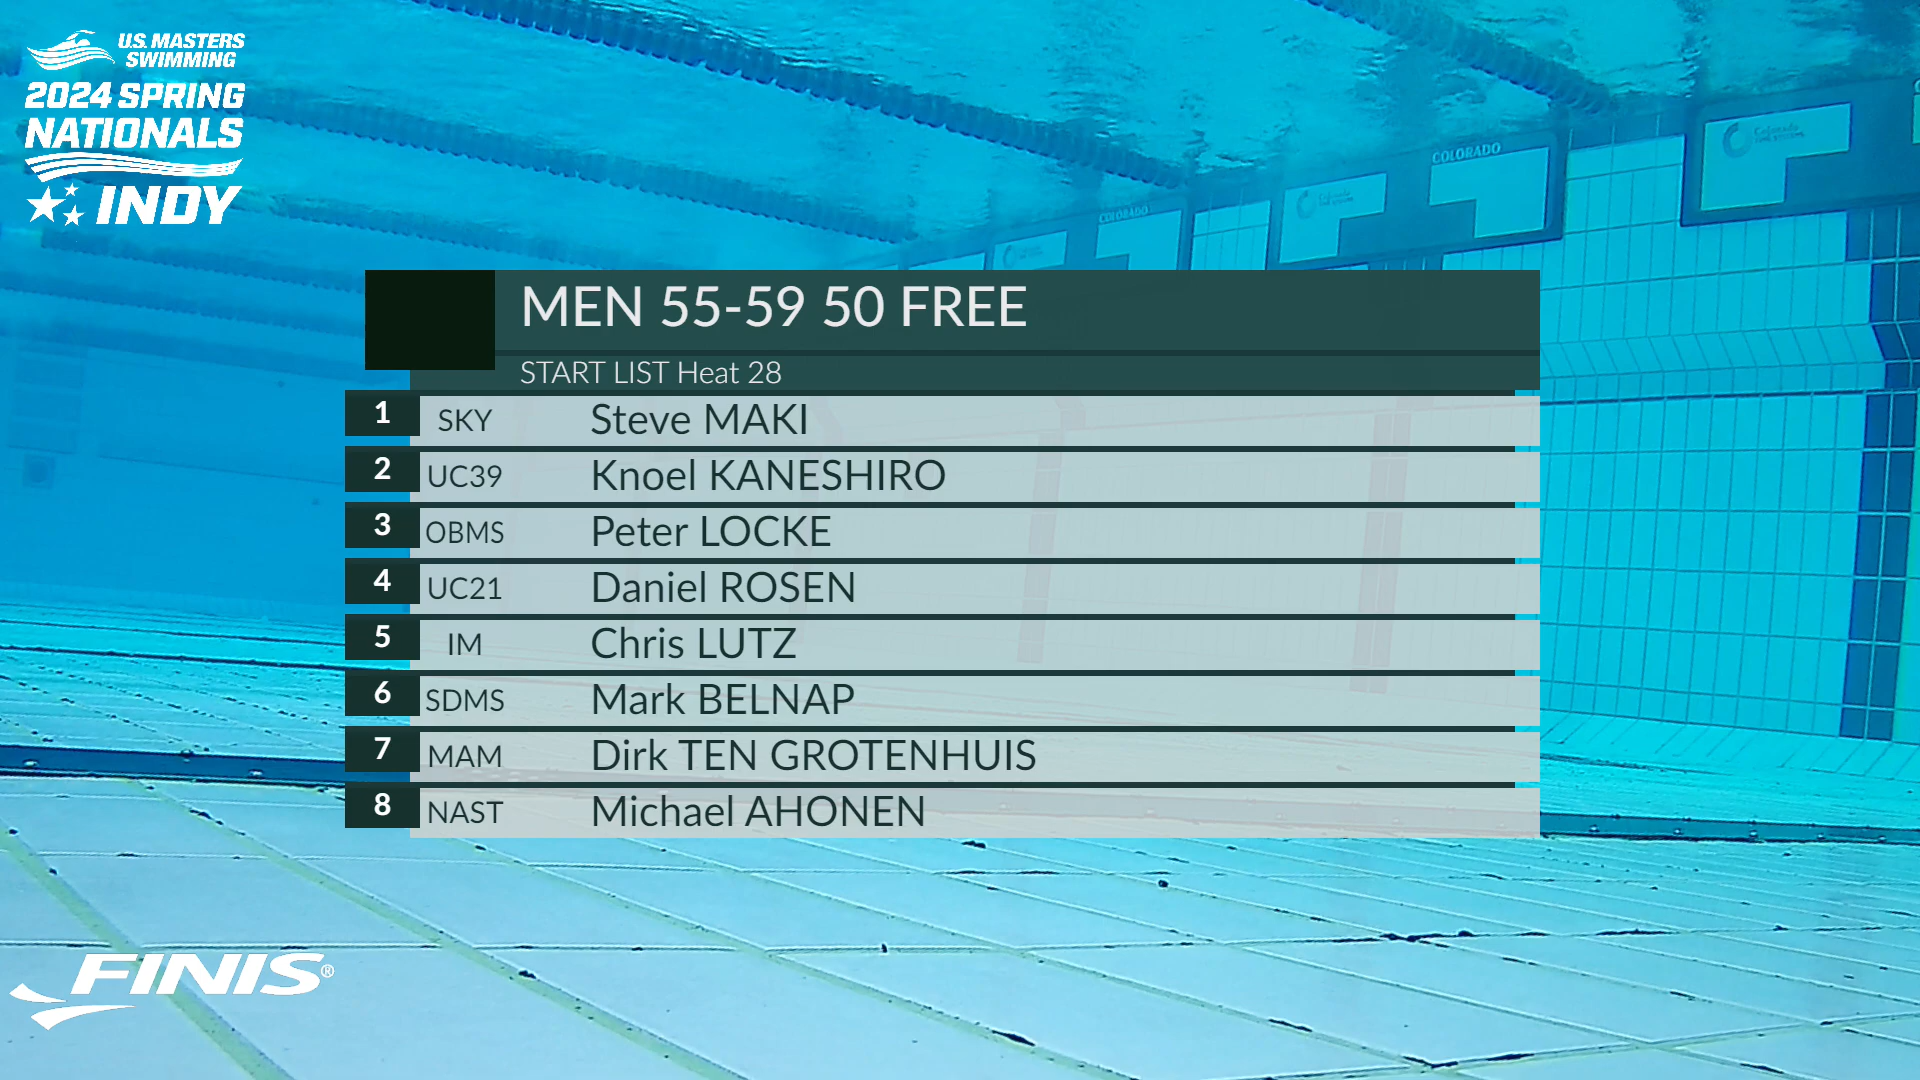 U.S. MASTERS
SWIMMING
2024 SPRING
NATIONALS
INDY
COLORADO
COLORADO
MEN 55-59 50 FREE
START LIST Heat 28
1 SKY Steve MAKI
2 UC39 Knoel KANESHIRO
3 OBMS Peter LOCKE
4 UC21 Daniel ROSEN
5 IM Chris LUTZ
6 SDMS Mark BELNAP
7 MAM Dirk TEN GROTENHUIS
8 NAST Michael AHONEN
FINIS®